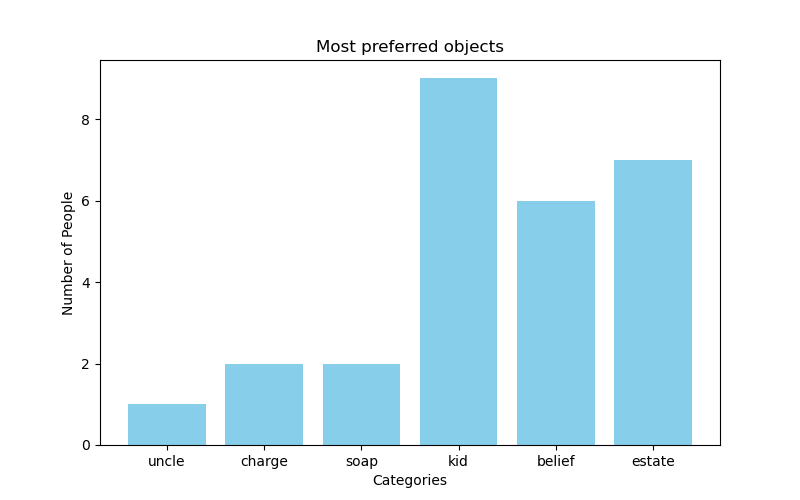 Most preferred objects
Number of People
8
6
4
2
0
uncle charge soap kid belief estate
Categories